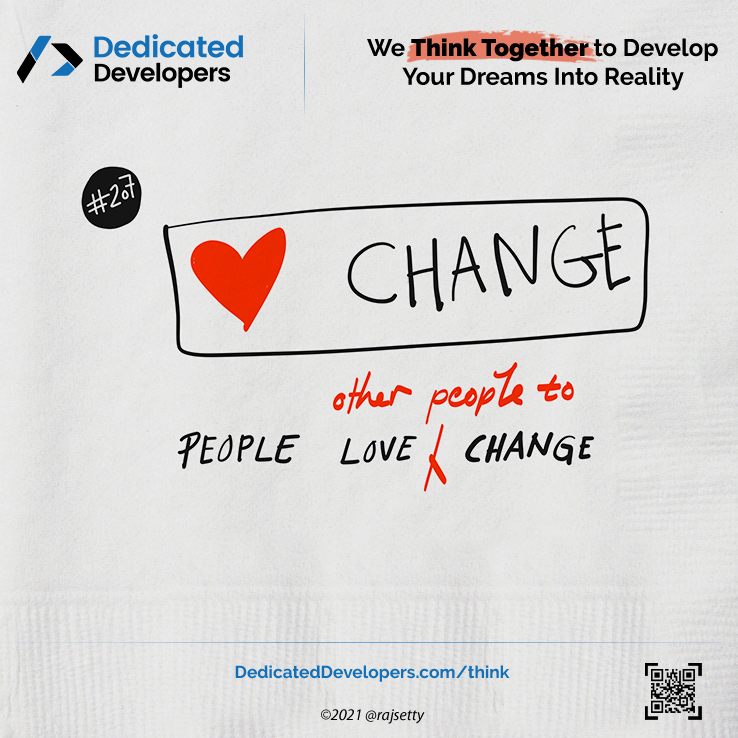 Dedicated
Developers
We Think Together to Develop
Your Dreams Into Reality
#207
CHANGE
other people to
PEOPLE LOVE CHANGE
DedicatedDevelopers.com/think
©2021 @rajsetty